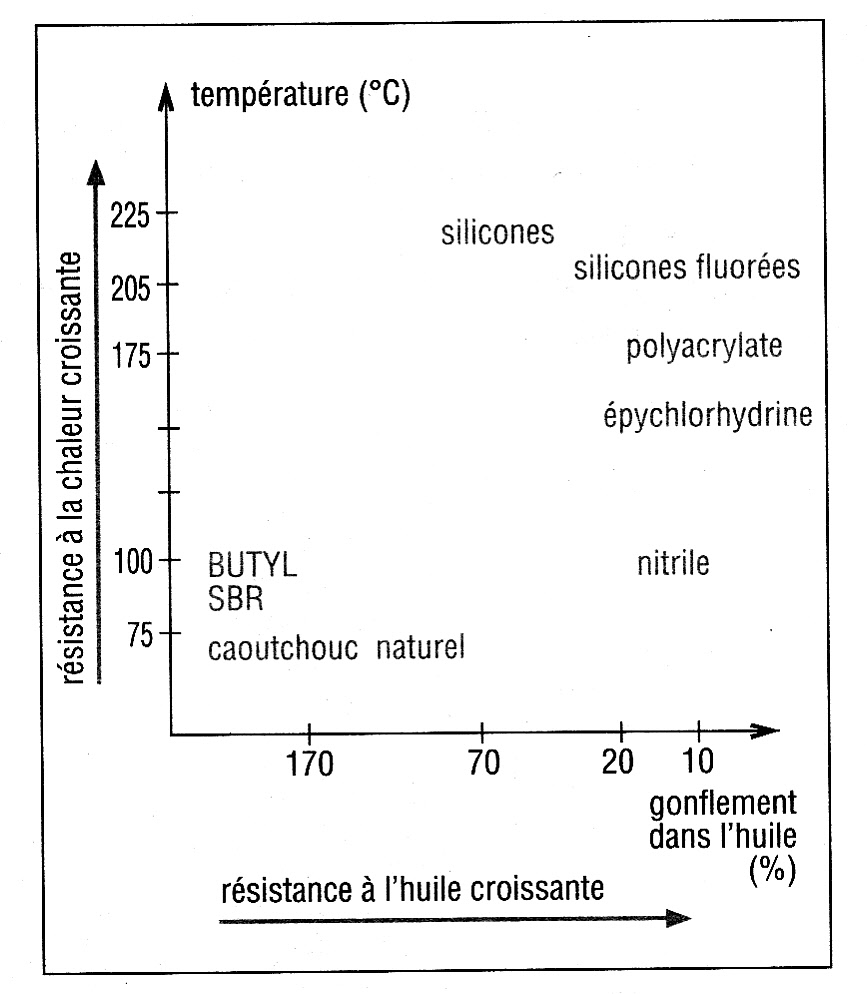 température (°C)
résistance à la chaleur croissante
225
silicones
silicones fluorées
205
175
polyacrylate
épychlorhydrine
100
BUTYL
nitrile
SBR
75
caoutchouc naturel
170
70
20
10
gonflement
dans l'huile
(%)
résistance à l'huile croissante